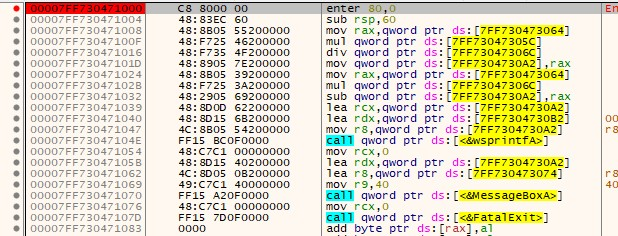 00007FF730471000 C8 8000 00 enter 80,0 En
00007FF730471004 48:83EC 60 sub rsp,60
00007FF730471008 48:8B05 55200000 mov rax,qword ptr ds:[7FF730473064]
00007FF73047100F 48:F725 46200000 mul qword ptr ds:[7FF73047305C]
00007FF730471016 48:F735 4F200000 div qword ptr ds:[7FF73047306C]
00007FF73047101D 48:8905 7E200000 mov qword ptr ds:[7FF7304730A2],rax
00007FF730471024 48:8B05 39200000 mov rax,qword ptr ds:[7FF730473064]
00007FF73047102B 48:F725 3A200000 mul qword ptr ds:[7FF73047306C]
00007FF730471032 48:2905 69200000 sub qword ptr ds:[7FF7304730A2],rax
00007FF730471039 48:8D0D 62200000 lea rcx,qword ptr ds:[7FF7304730A2]
00007FF730471040 48:8D15 6B200000 lea rdx,qword ptr ds:[7FF7304730B2] 00
00007FF730471047 4C:8B05 54200000 mov r8,qword ptr ds:[7FF7304730A2] r8
00007FF73047104E FF15 BC0F0000 call qword ptr ds:[<&wsprintfA>]
00007FF730471054 48:C7C1 00000000 mov rcx,0
00007FF73047105B 48:8D15 40200000 lea rdx,qword ptr ds:[7FF7304730A2]
00007FF730471062 4C:8D05 0B200000 lea r8,qword ptr ds:[7FF730473074] r8
00007FF730471069 49:C7C1 40000000 mov r9,40 40
00007FF730471070 FF15 A20F0000 call qword ptr ds:[<&MessageBoxA>]
00007FF730471076 48:C7C1 00000000 mov rcx,0
00007FF73047107D FF15 7D0F0000 call qword ptr ds:[<&FatalExit>]
00007FF730471083 0000 add byte ptr ds:[rax],al